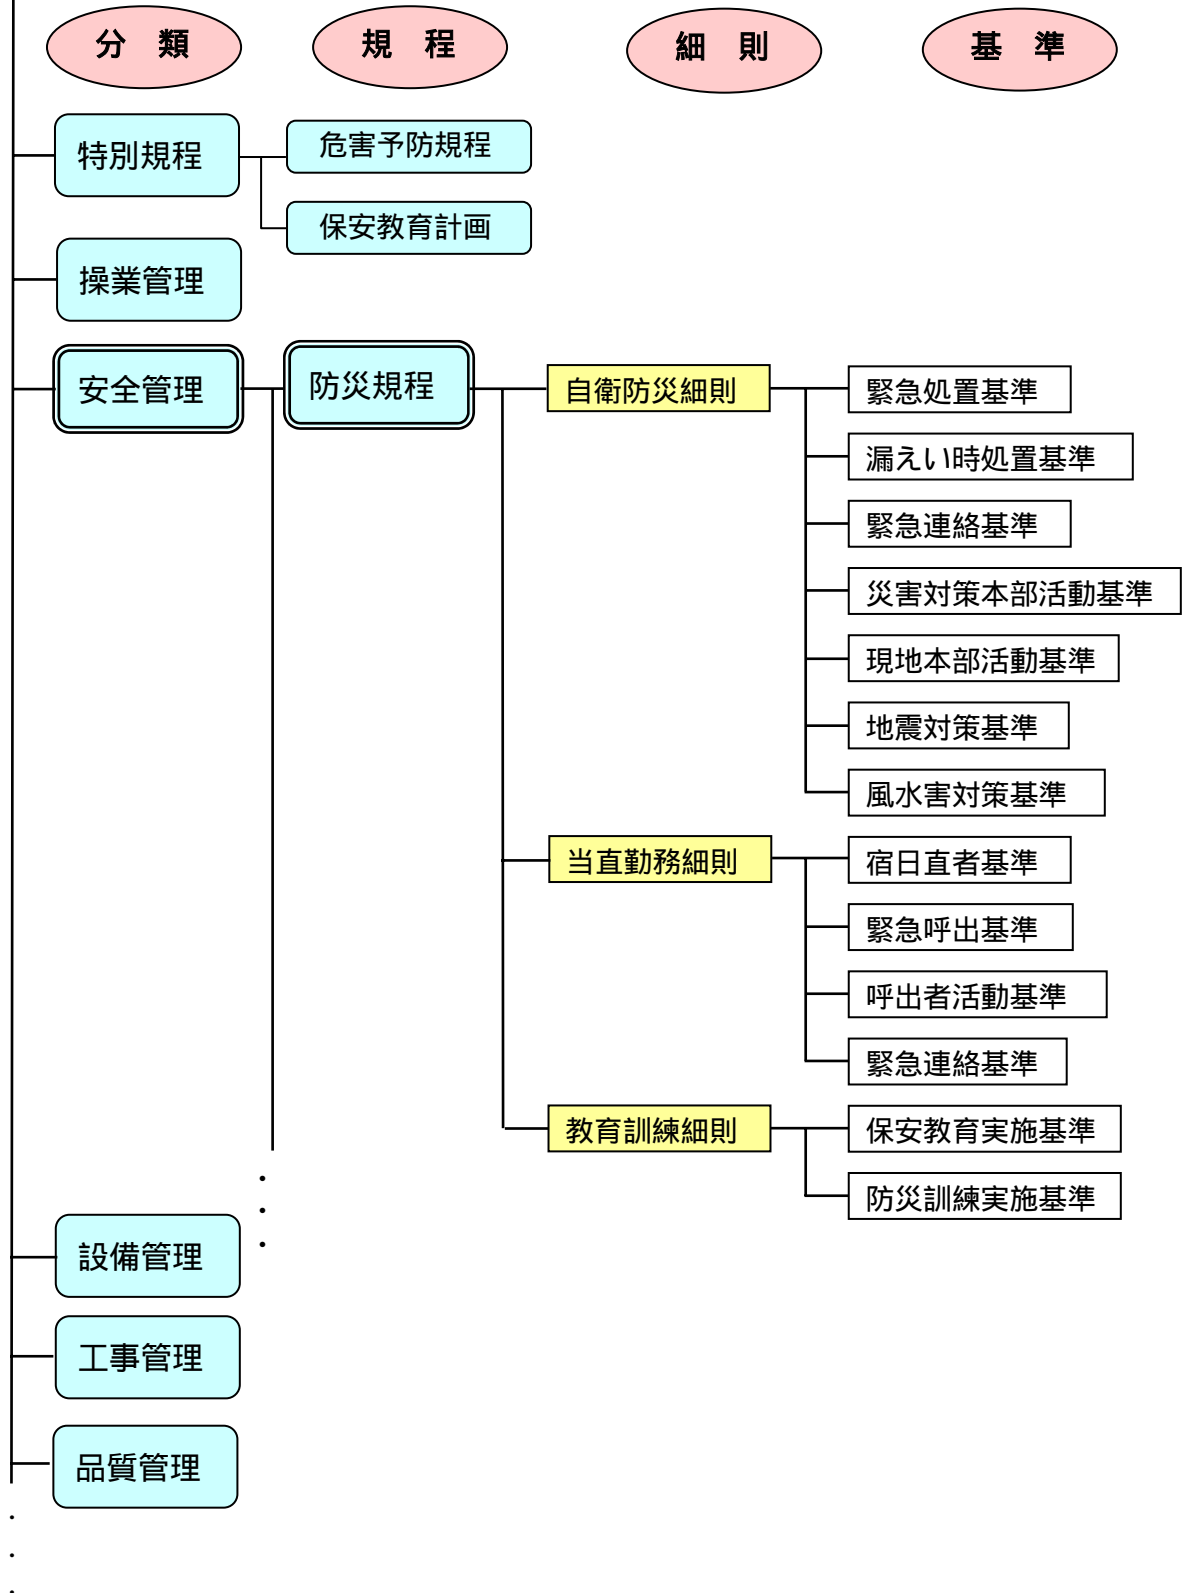 分　類
規　程
細　則
基　準
特別規程
危害予防規程
保安教育計画
操業管理
安全管理
防災規程
自衛防災細則
緊急処置基準
漏えい時処置基準
緊急連絡基準
災害対策本部活動基準
現地本部活動基準
地震対策基準
風水害対策基準
当直勤務細則
宿日直者基準
緊急呼出基準
呼出者活動基準
緊急連絡基準
教育訓練細則
保安教育実施基準
防災訓練実施基準
設備管理
工事管理
品質管理